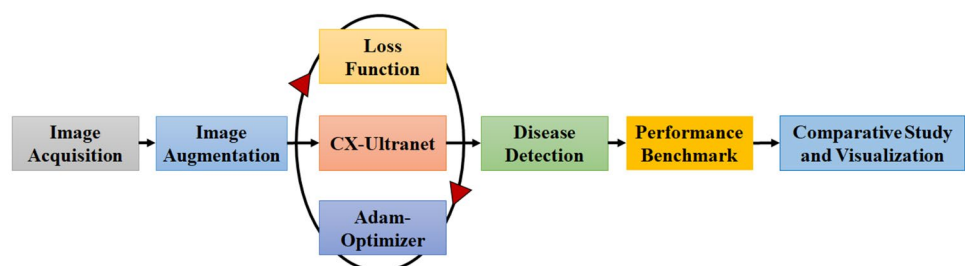 Loss
Function
Image
Acquisition
Image
Augmentation
CX-Ultranet
Disease
Detection
Performance
Benchmark
Comparative Study
and Visualization
Adam-
Optimizer